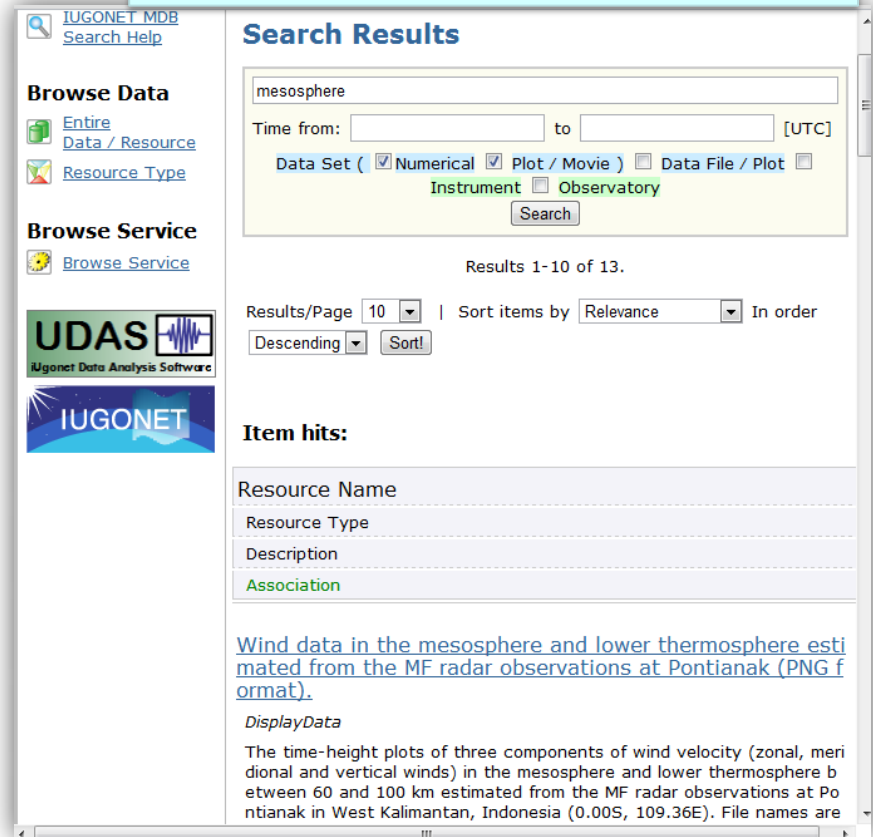 IUGONET MDB
Search Help
Browse Data
Entire
Data / Resource
Resource Type
Browse Service
Browse Service
UDAS
iUgonet Data Analysis Software
IUGONET
Search Results
mesosphere
Time from: to [UTC]
Data Set ( Numerical Plot / Movie ) Data File / Plot
Instrument Observatory
Search
Results 1-10 of 13.
Results/Page 10 | Sort items by Relevance In order
Descending Sort!
Item hits:
Resource Name
Resource Type
Description
Association
Wind data in the mesosphere and lower thermosphere esti
mated from the MF radar observations at Pontianak (PNG f
ormat).
DisplayData
The time-height plots of three components of wind velocity (zonal, meri
dional and vertical winds) in the mesosphere and lower thermosphere b
etween 60 and 100 km estimated from the MF radar observations at Po
ntianak in West Kalimantan, Indonesia (0.00S, 109.36E). File names are